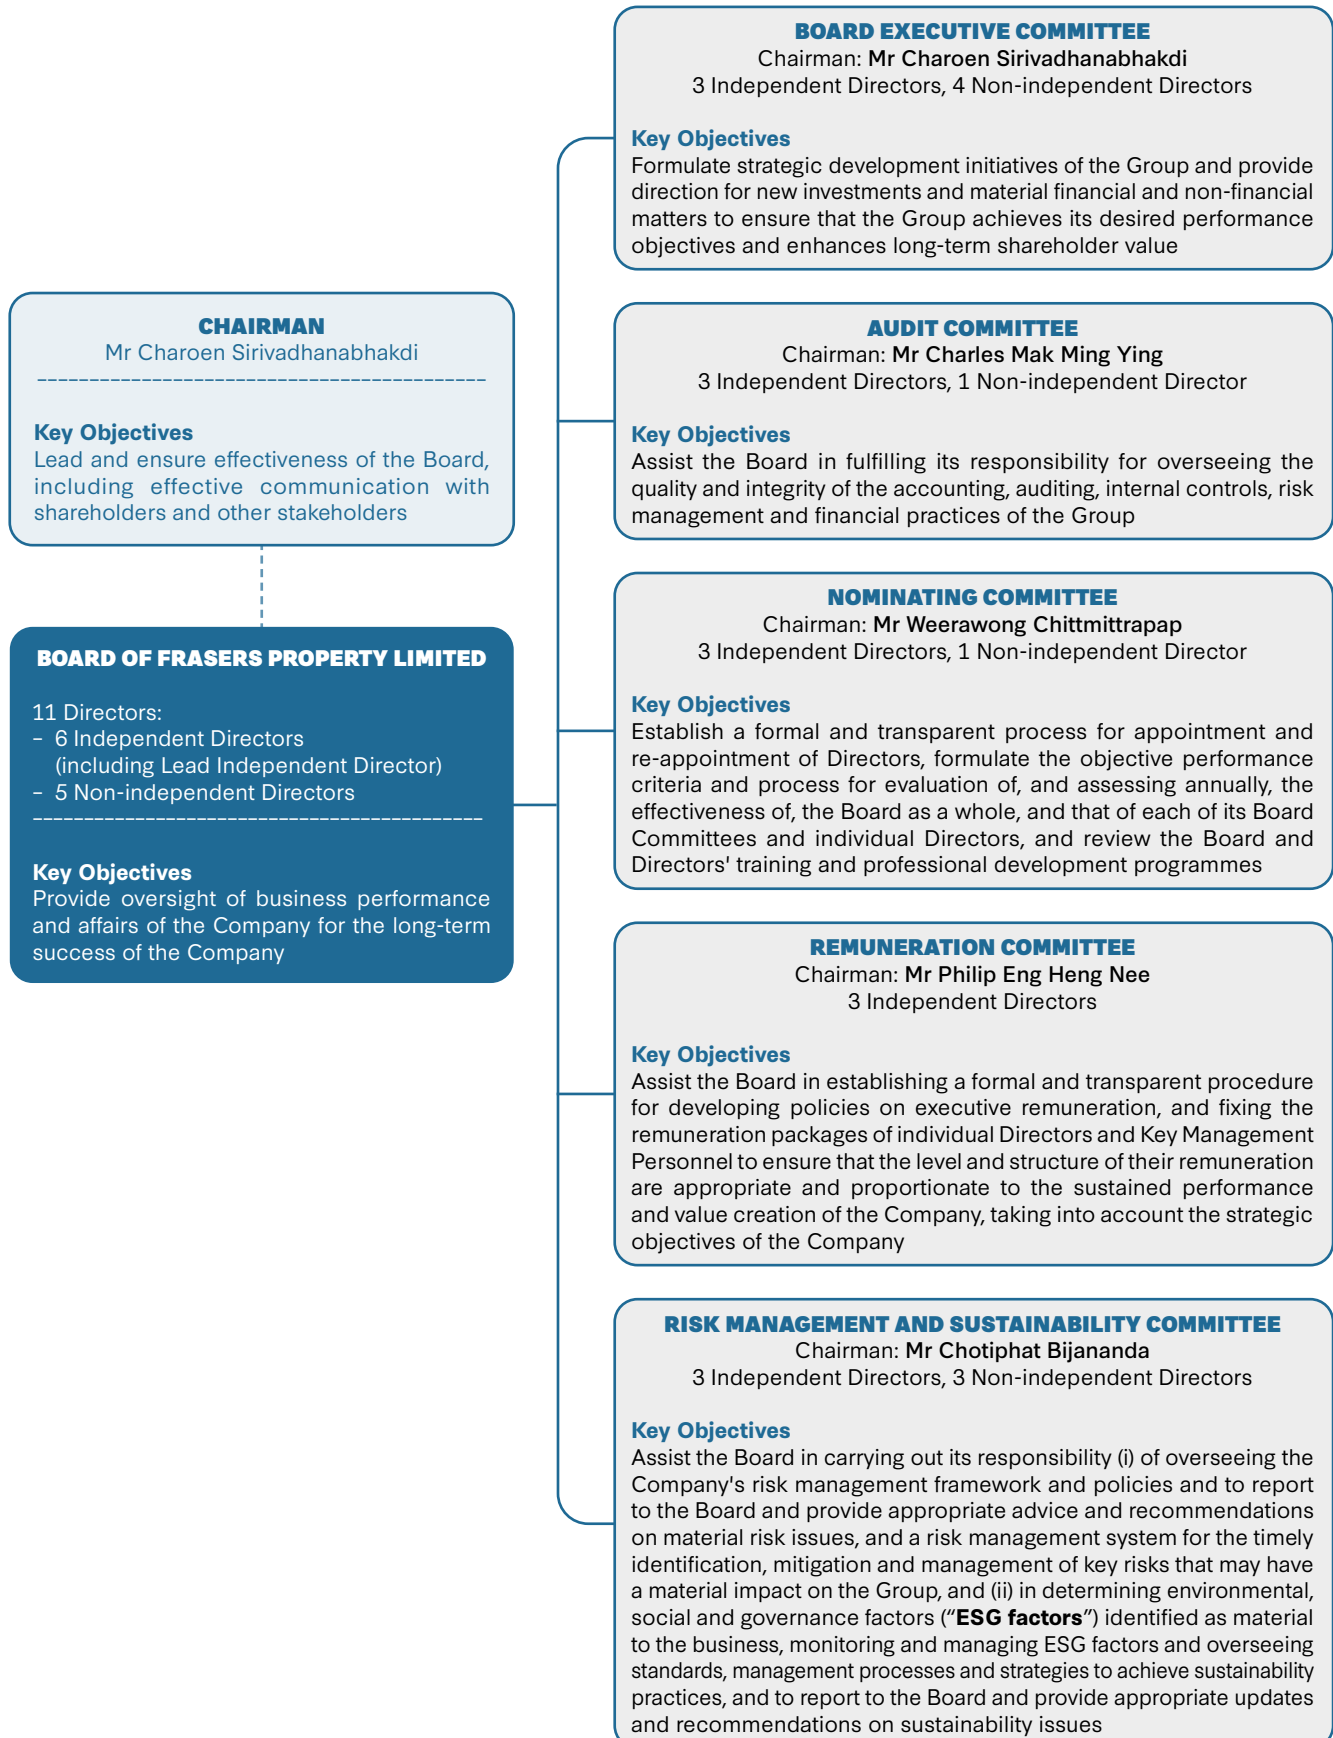 CHAIRMAN
Mr Charoen Sirivadhanabhakdi
Key Objectives
Lead and ensure effectiveness of the Board,
including effective communication with
shareholders and other stakeholders
BOARD OF FRASERS PROPERTY LIMITED
11 Directors:
– 6 Independent Directors
(including Lead Independent Director)
– 5 Non-independent Directors
Key Objectives
Provide oversight of business performance
and affairs of the Company for the long-term
success of the Company
BOARD EXECUTIVE COMMITTEE
Chairman: Mr Charoen Sirivadhanabhakdi
3 Independent Directors, 4 Non-independent Directors
Key Objectives
Formulate strategic development initiatives of the Group and provide
direction for new investments and material financial and non-financial
matters to ensure that the Group achieves its desired performance
objectives and enhances long-term shareholder value
AUDIT COMMITTEE
Chairman: Mr Charles Mak Ming Ying
3 Independent Directors, 1 Non-independent Director
Key Objectives
Assist the Board in fulfilling its responsibility for overseeing the
quality and integrity of the accounting, auditing, internal controls, risk
management and financial practices of the Group
NOMINATING COMMITTEE
Chairman: Mr Weerawong Chittmittrapap
3 Independent Directors, 1 Non-independent Director
Key Objectives
Establish a formal and transparent process for appointment and
re-appointment of Directors, formulate the objective performance
criteria and process for evaluation of, and assessing annually, the
effectiveness of, the Board as a whole, and that of each of its Board
Committees and individual Directors, and review the Board and
Directors' training and professional development programmes
REMUNERATION COMMITTEE
Chairman: Mr Philip Eng Heng Nee
3 Independent Directors
Key Objectives
Assist the Board in establishing a formal and transparent procedure
for developing policies on executive remuneration, and fixing the
remuneration packages of individual Directors and Key Management
Personnel to ensure that the level and structure of their remuneration
are appropriate and proportionate to the sustained performance
and value creation of the Company, taking into account the strategic
objectives of the Company
RISK MANAGEMENT AND SUSTAINABILITY COMMITTEE
Chairman: Mr Chotiphat Bijananda
3 Independent Directors, 3 Non-independent Directors
Key Objectives
Assist the Board in carrying out its responsibility (i) of overseeing the
Company's risk management framework and policies and to report
to the Board and provide appropriate advice and recommendations
on material risk issues, and a risk management system for the timely
identification, mitigation and management of key risks that may have
a material impact on the Group, and (ii) in determining environmental,
social and governance factors (“ESG factors”) identified as material
to the business, monitoring and managing ESG factors and overseeing
standards, management processes and strategies to achieve sustainability
practices, and to report to the Board and provide appropriate updates
and recommendations on sustainability issues